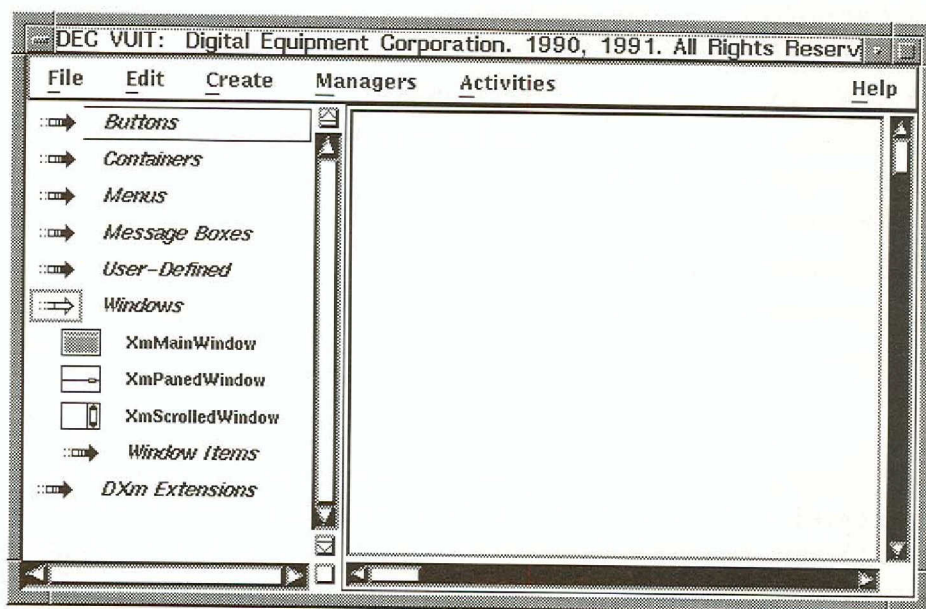 DEC VUIT: Digital Equipment Corporation. 1990, 1991. All Rights Reserv
File Edit Create Managers Activities Help
Buttons
Containers
Menus
Message Boxes
User-Defined
Windows
XmMainWindow
XmPanedWindow
XmScrolledWindow
Window Items
DXm Extensions